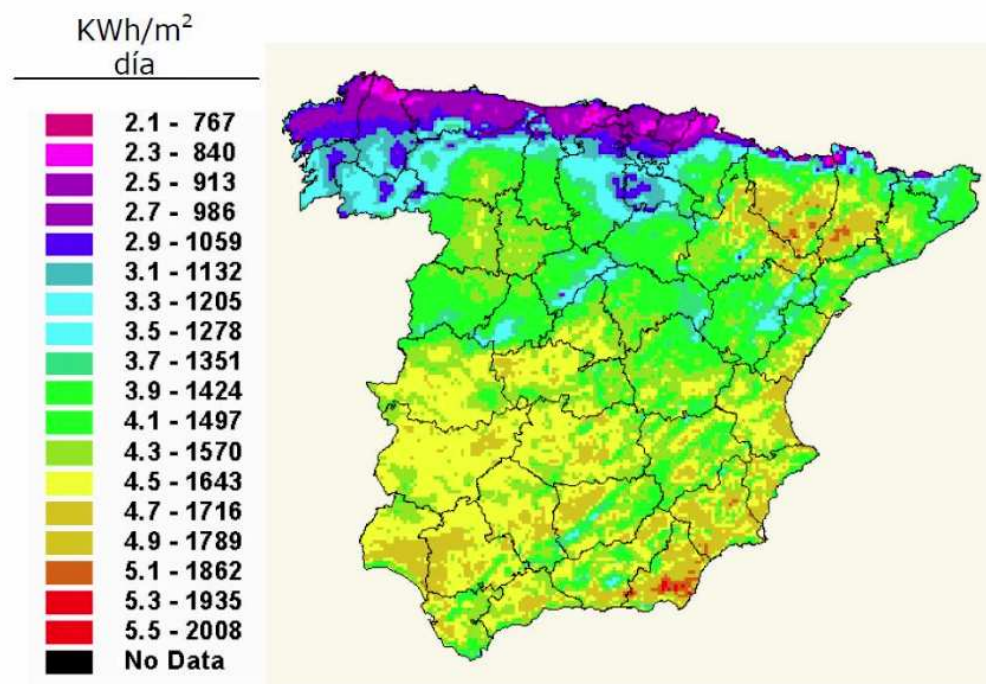 KWh/m²
día
2.1 - 767
2.3 - 840
2.5 - 913
2.7 - 986
2.9 - 1059
3.1 - 1132
3.3 - 1205
3.5 - 1278
3.7 - 1351
3.9 - 1424
4.1 - 1497
4.3 - 1570
4.5 - 1643
4.7 - 1716
4.9 - 1789
5.1 - 1862
5.3 - 1935
5.5 - 2008
No Data